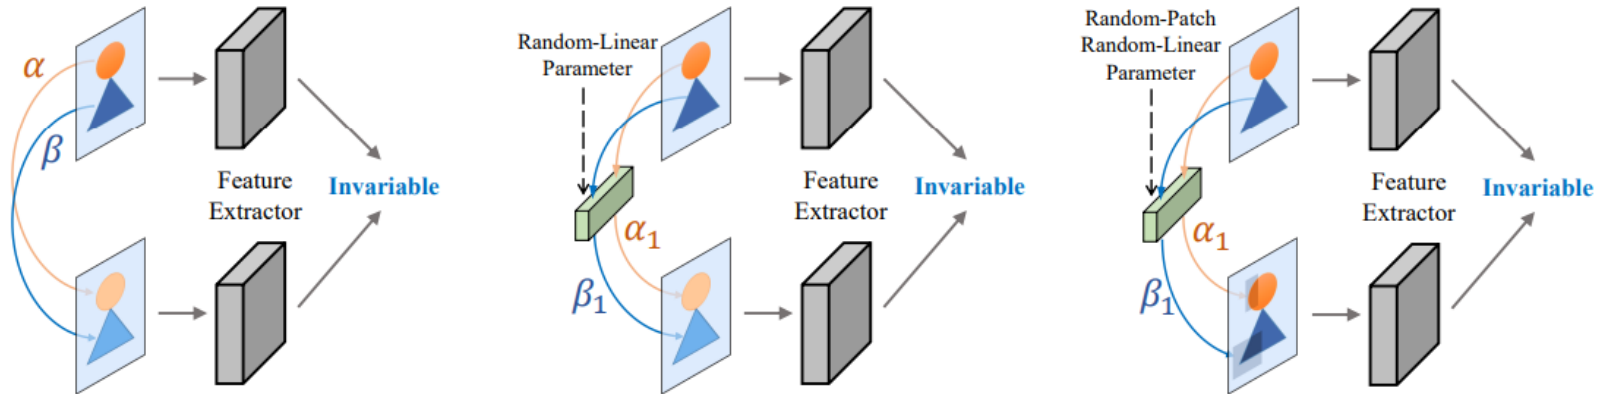 α
β
Feature
Extractor
Invariable
Random-Linear
Parameter
α₁
β₁
Feature
Extractor
Invariable
Random-Patch
Random-Linear
Parameter
α₁
β₁
Feature
Extractor
Invariable